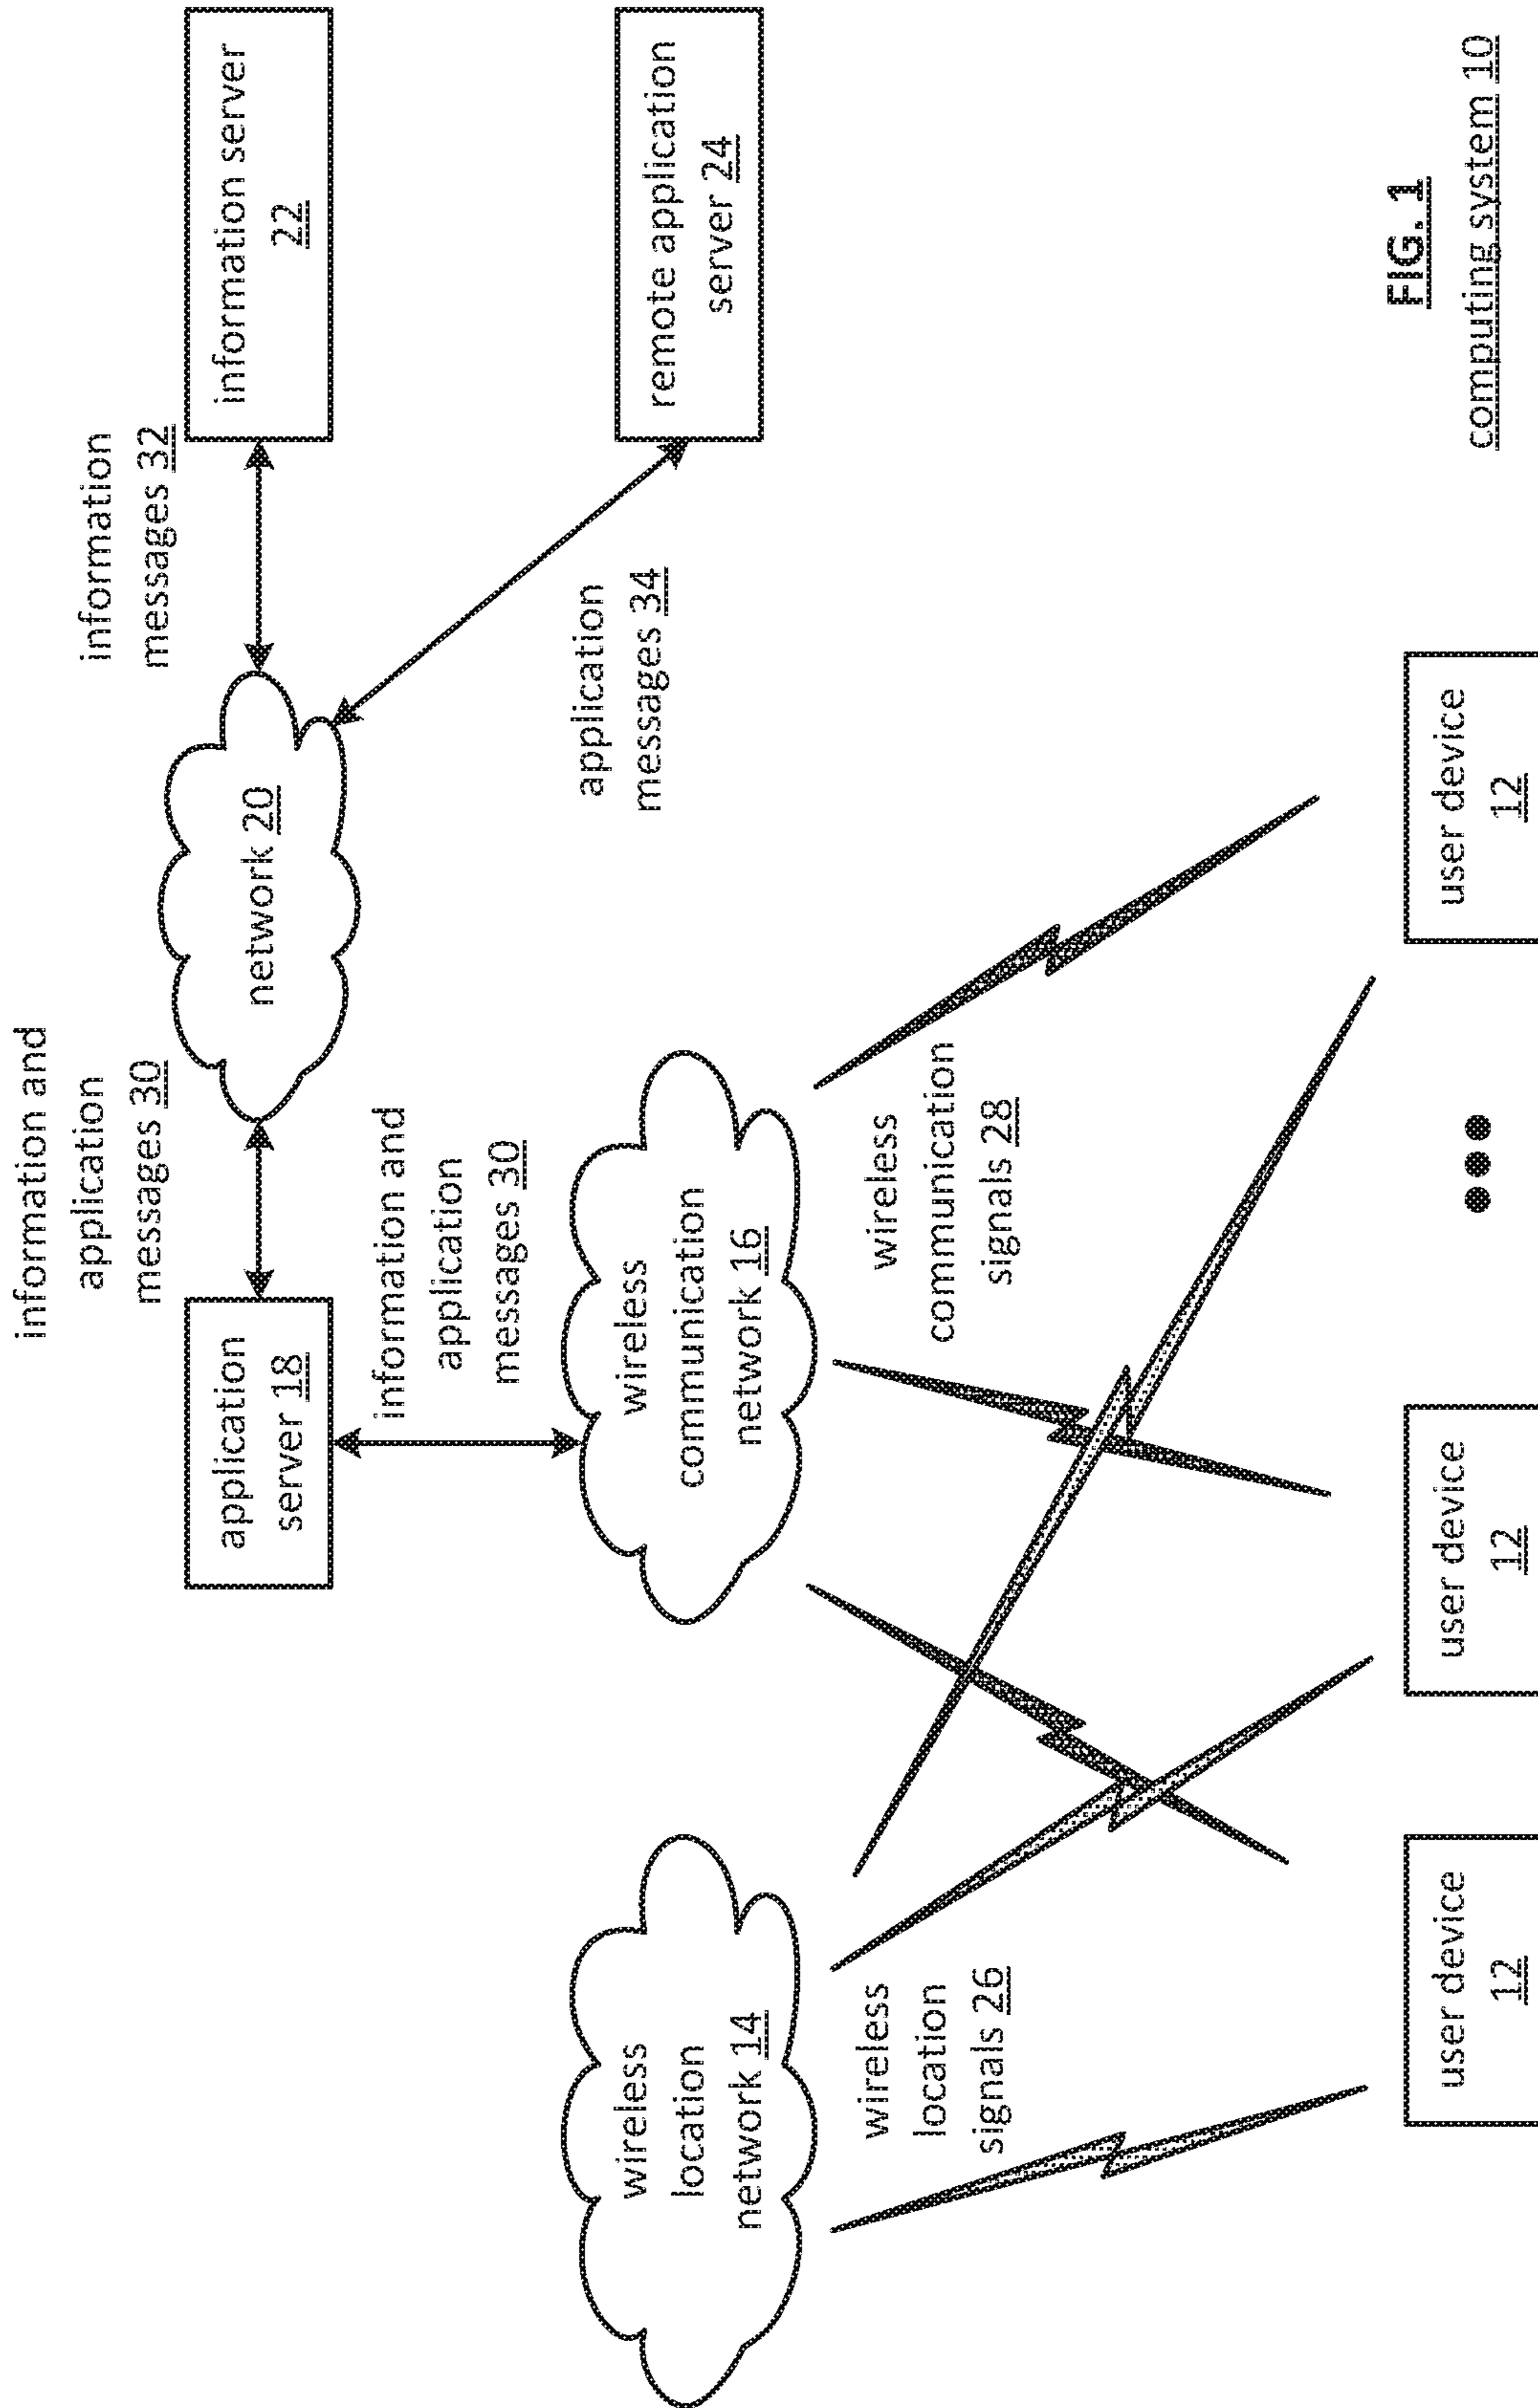 information and
application
messages 30
information
messages 32
application
server 18
network 20
information server
22
information and
application
messages 30
application
messages 34
remote application
server 24
wireless
location
network 14
wireless
communication
network 16
wireless
location
signals 26
wireless
communication
signals 28
user device
12
user device
12
user device
12
FIG. 1
computing system 10